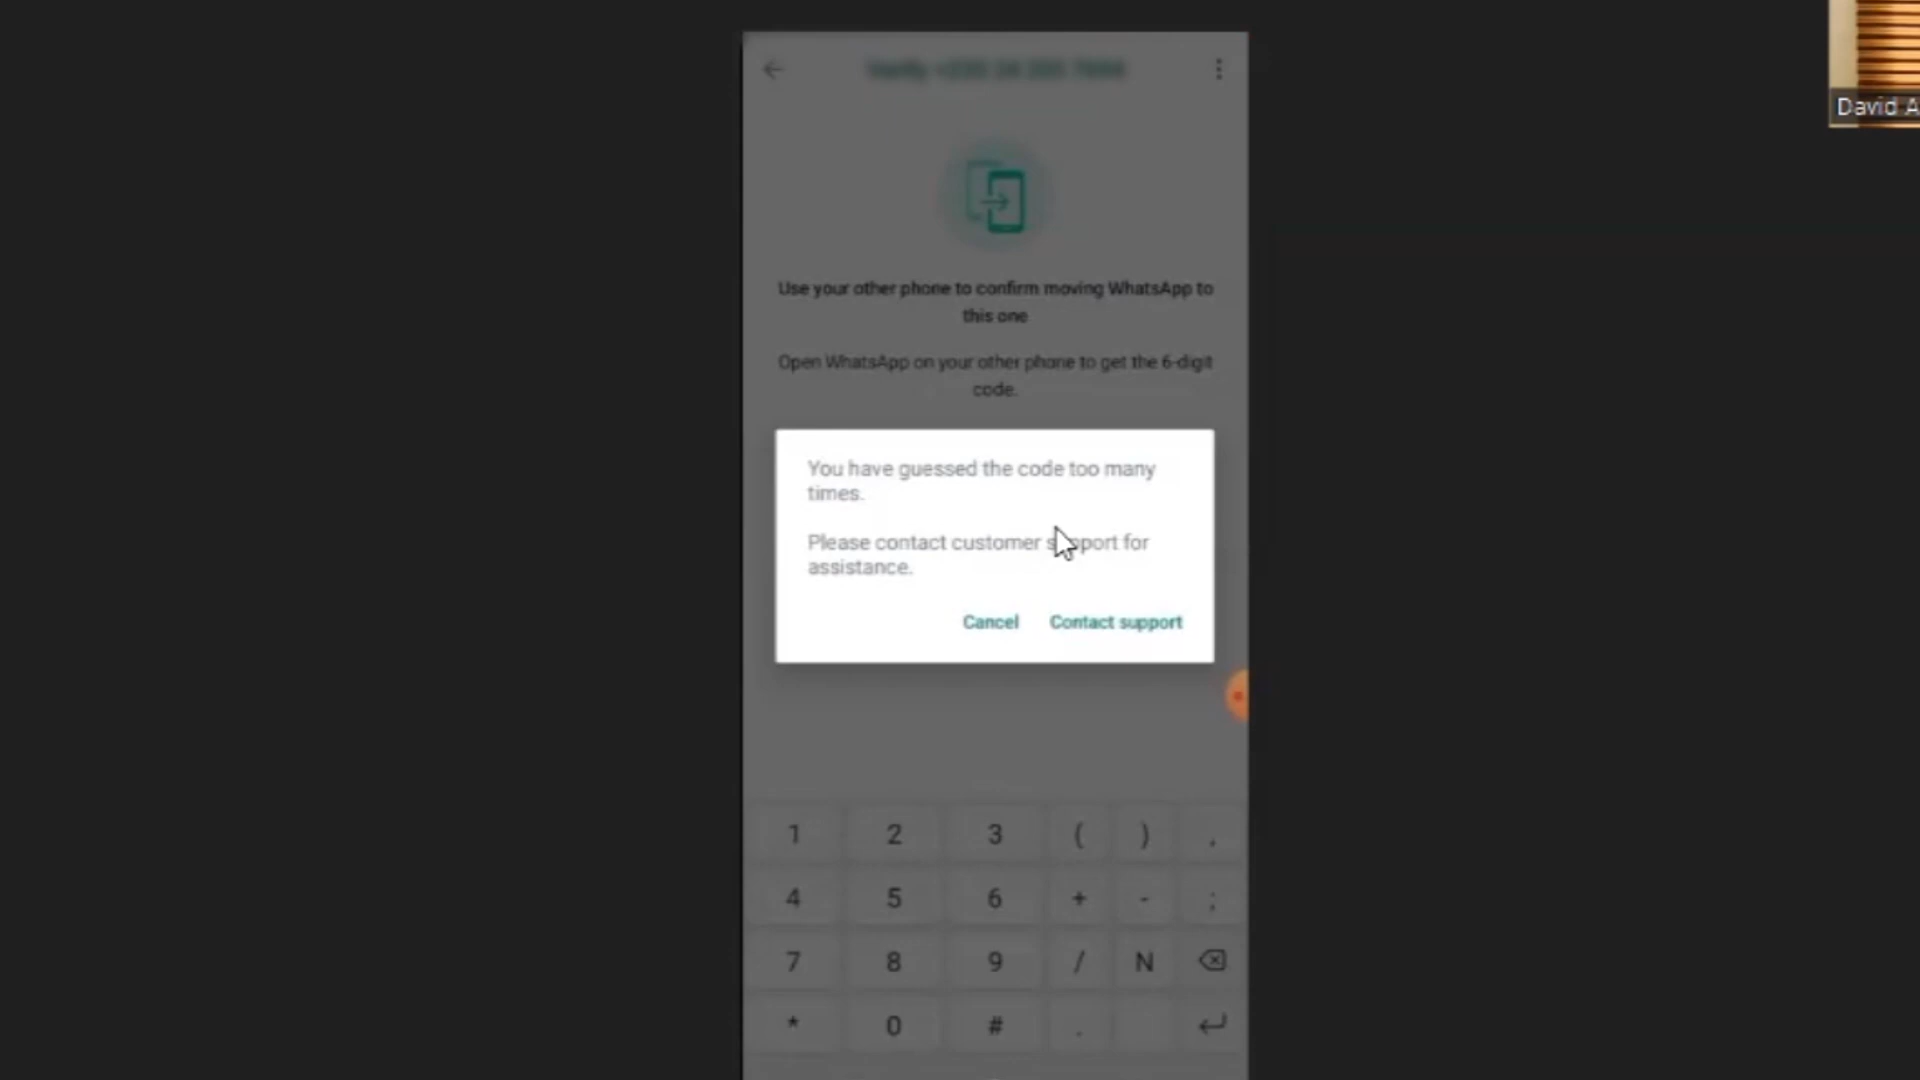 David A
Use your other phone to confirm moving WhatsApp to
this one
Open WhatsApp on your other phone to get the 6-digit
code.
You have guessed the code too many
times.
Please contact customer support for
assistance.
Cancel Contact support
1 2 3 ( ) ,
4 5 6 + - ;
7 8 9 / N
* 0 # .